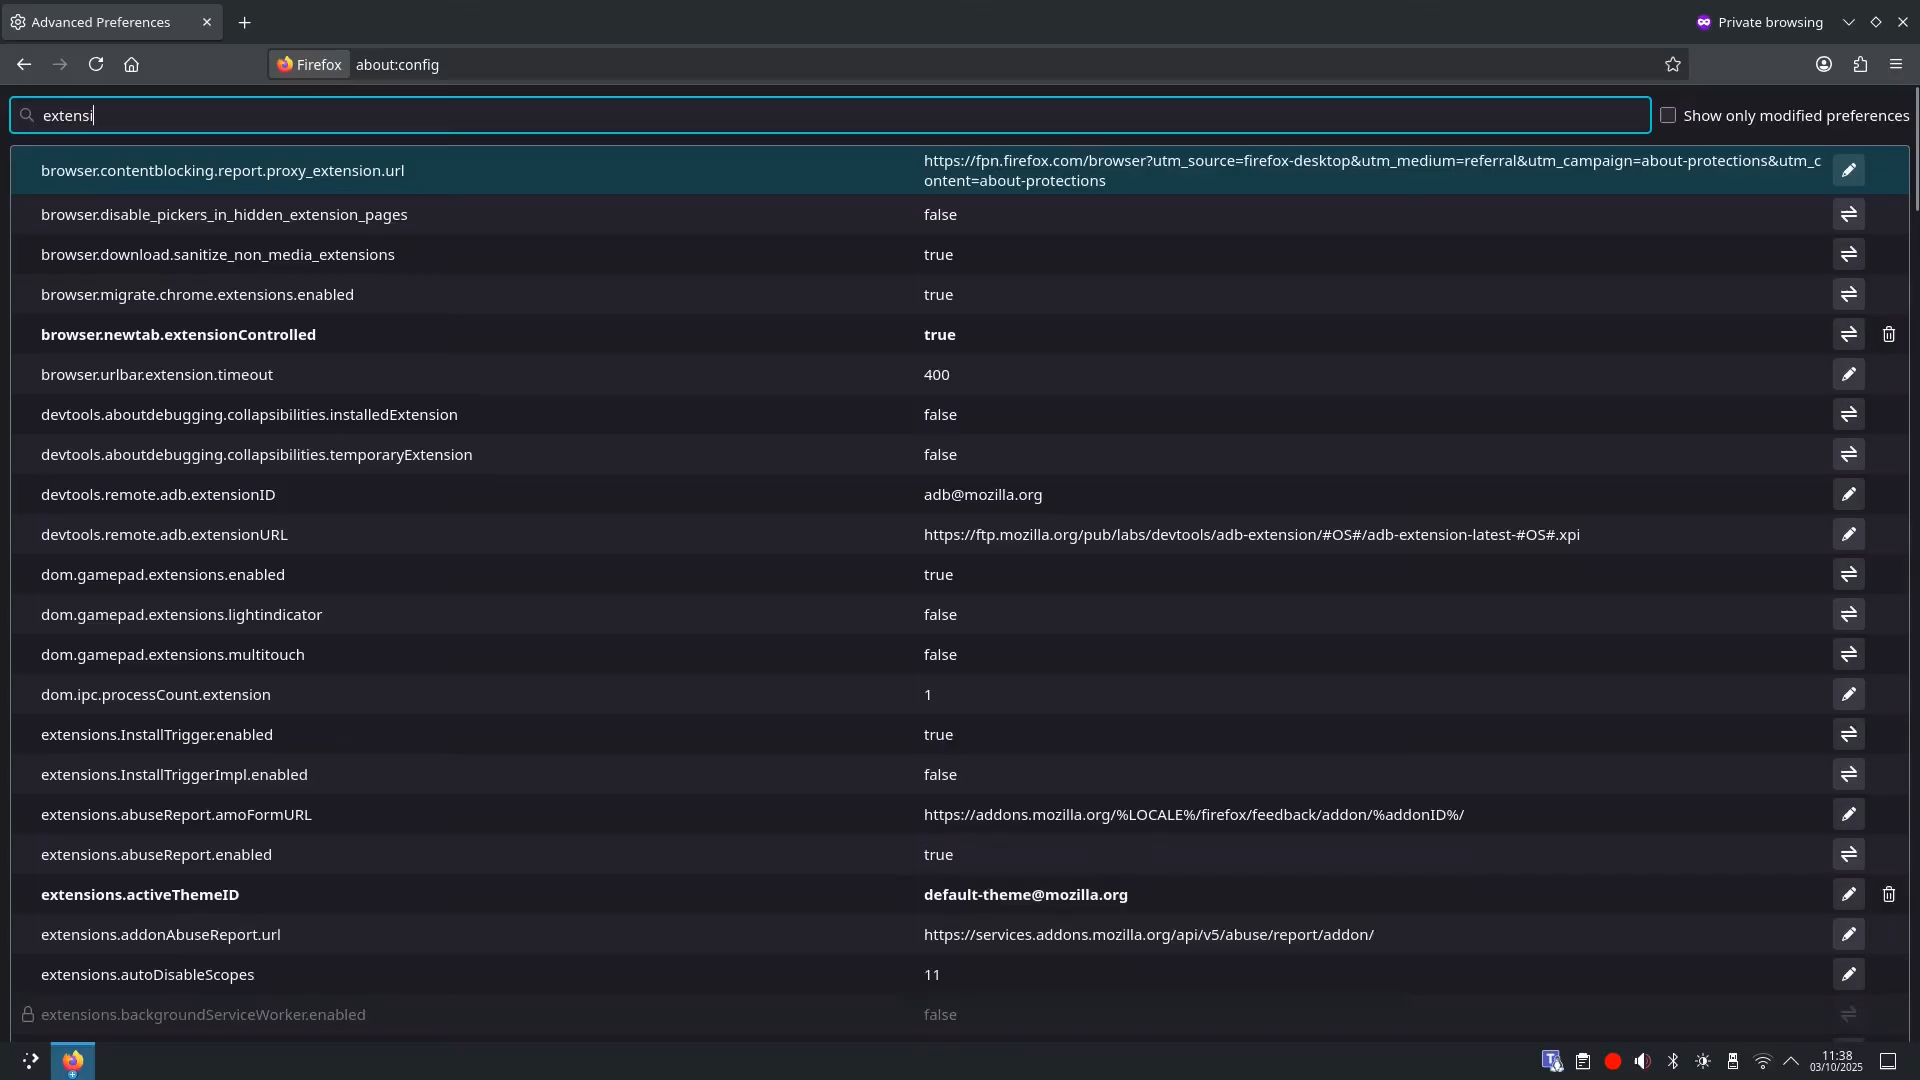 Advanced Preferences
Private browsing
Firefox
about:config
extensi
Show only modified preferences
browser.contentblocking.report.proxy_extension.url
https://fpn.firefox.com/browser?utm_source=firefox-desktop&utm_medium=referral&utm_campaign=about-protections&utm_c
ontent=about-protections
browser.disable_pickers_in_hidden_extension_pages false
browser.download.sanitize_non_media_extensions true
browser.migrate.chrome.extensions.enabled true
browser.newtab.extensionControlled true
browser.urlbar.extension.timeout 400
devtools.aboutdebugging.collapsibilities.installedExtension false
devtools.aboutdebugging.collapsibilities.temporaryExtension false
devtools.remote.adb.extensionID adb@mozilla.org
devtools.remote.adb.extensionURL https://ftp.mozilla.org/pub/labs/devtools/adb-extension/#OS#/adb-extension-latest-#OS#.xpi
dom.gamepad.extensions.enabled true
dom.gamepad.extensions.lightindicator false
dom.gamepad.extensions.multitouch false
dom.ipc.processCount.extension 1
extensions.InstallTrigger.enabled true
extensions.InstallTriggerImpl.enabled false
extensions.abuseReport.amoFormURL https://addons.mozilla.org/%LOCALE%/firefox/feedback/addon/%addonID%/
extensions.abuseReport.enabled true
extensions.activeThemeID default-theme@mozilla.org
extensions.addonAbuseReport.url https://services.addons.mozilla.org/api/v5/abuse/report/addon/
extensions.autoDisableScopes 11
extensions.backgroundServiceWorker.enabled false
11:38
03/10/2025